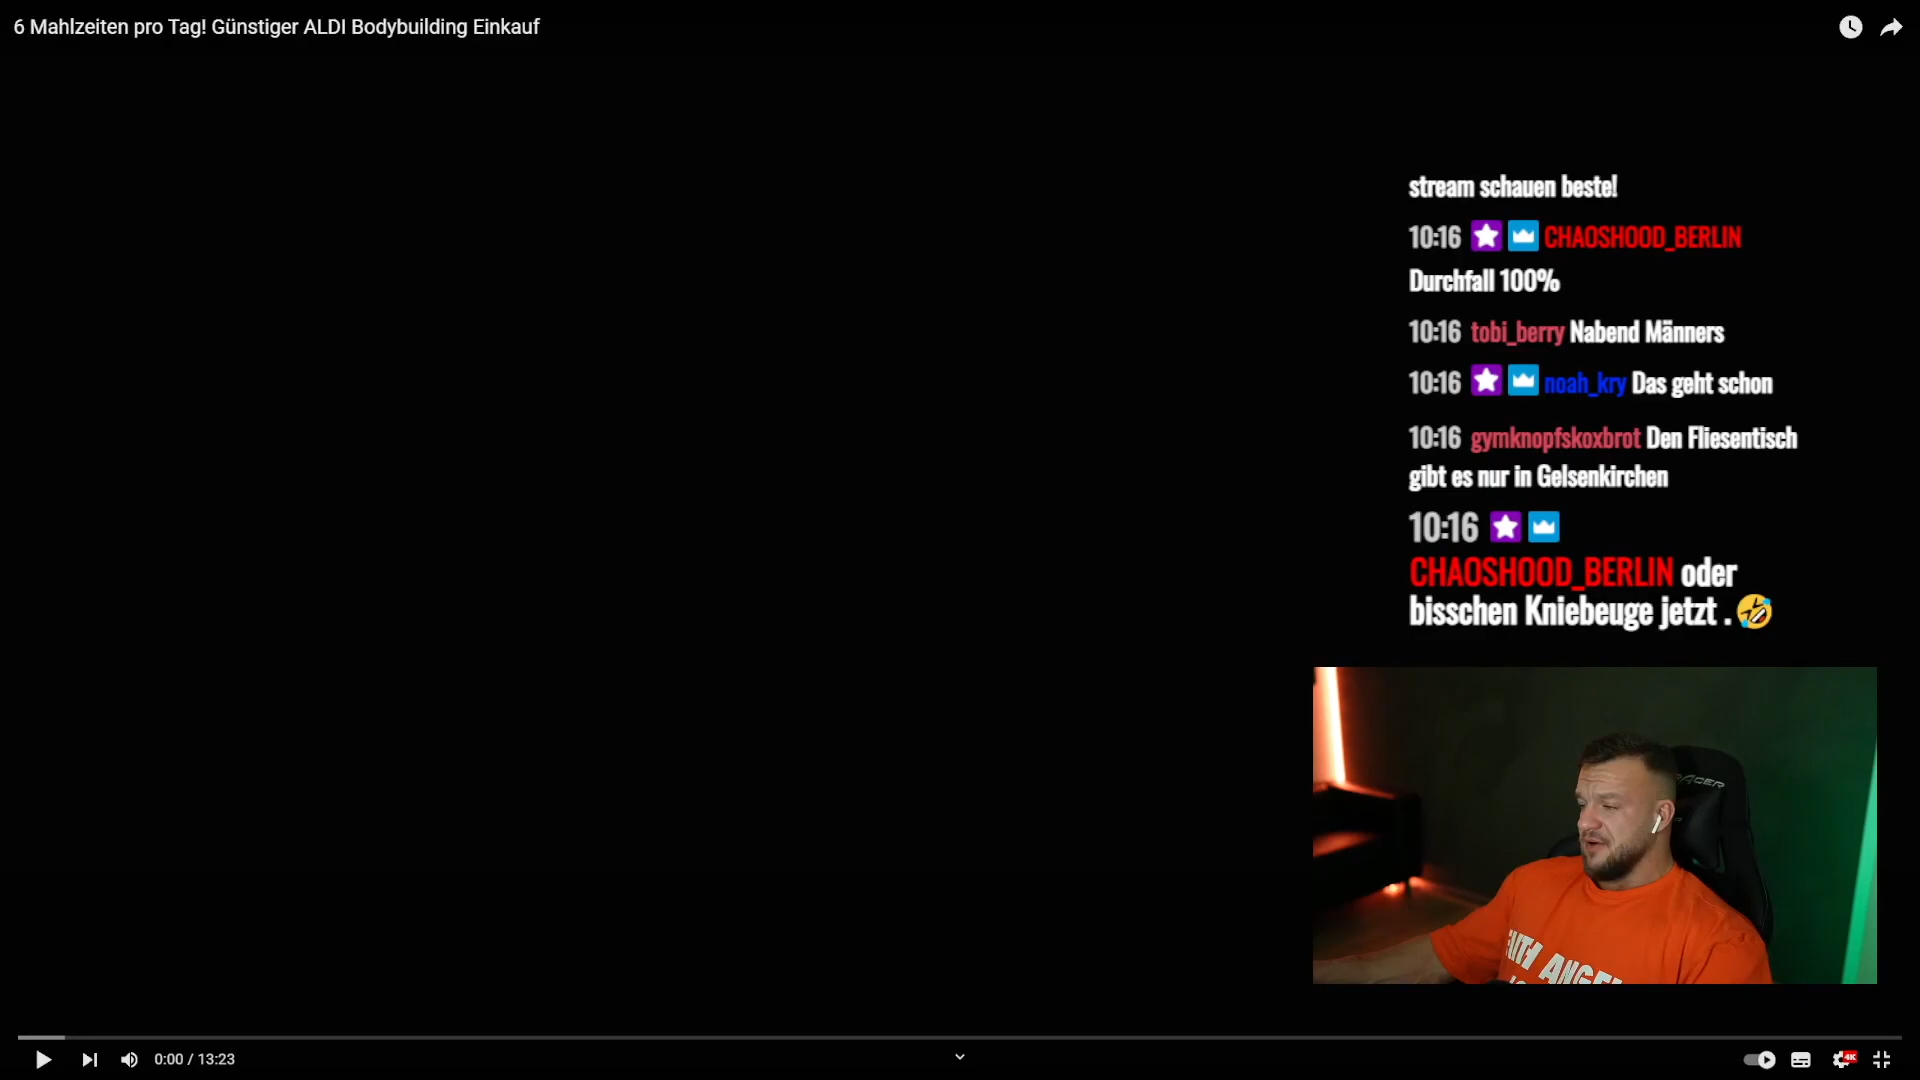 6 Mahlzeiten pro Tag! Günstiger ALDI Bodybuilding Einkauf
stream schauen beste!
10:16 CHAOSHOOD_BERLIN
Durchfall 100%
10:16 tobi_berry Nabend Männers
10:16 noah_kry Das geht schon
10:16 gymknopfskoxbrot Den Fliesentisch
gibt es nur in Gelsenkirchen
10:16
CHAOSHOOD_BERLIN oder
bisschen Kniebeuge jetzt .🤣
0:00 / 13:23
4K